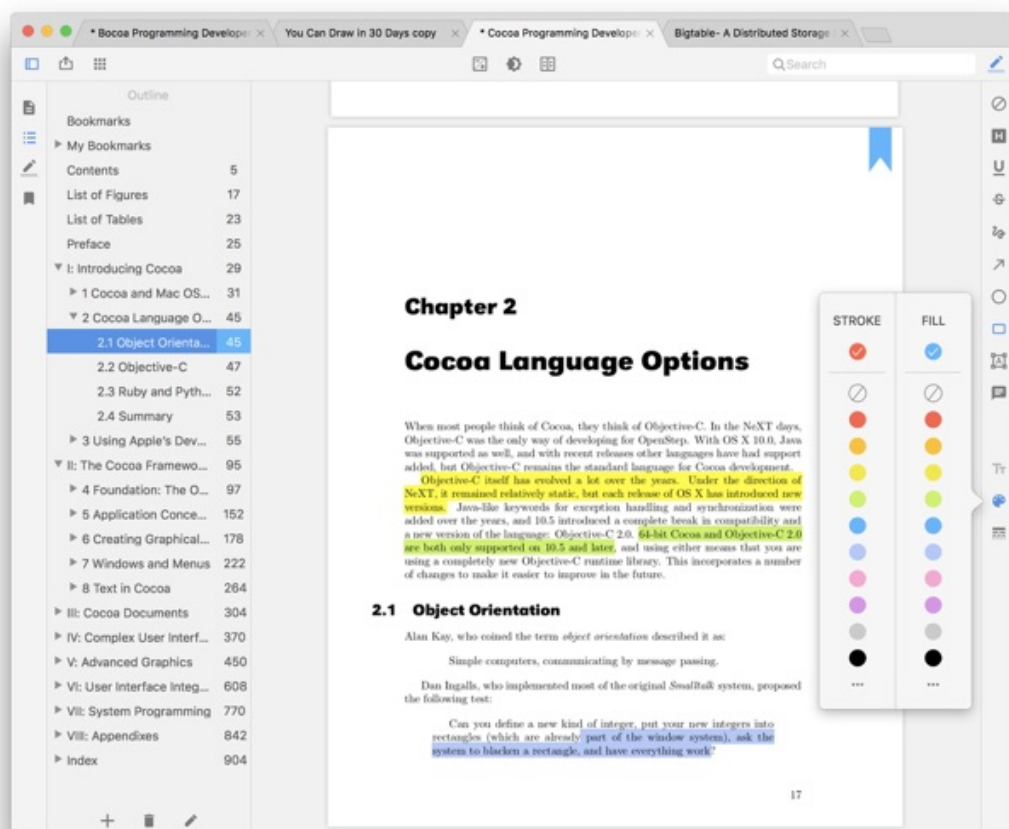 * Bocoa Programming Develope
You Can Draw in 30 Days copy
* Cocoa Programming Develope
Bigtable- A Distributed Storage
Search
Outline
Bookmarks
My Bookmarks
Contents 5
List of Figures 17
List of Tables 23
Preface 25
I: Introducing Cocoa 29
1 Cocoa and Mac OS... 31
2 Cocoa Language O... 45
2.1 Object Orienta... 45
2.2 Objective-C 47
2.3 Ruby and Pyth... 52
2.4 Summary 53
3 Using Apple's Dev... 55
II: The Cocoa Framewo... 95
4 Foundation: The O... 97
5 Application Conce... 152
6 Creating Graphical... 178
7 Windows and Menus 222
8 Text in Cocoa 264
III: Cocoa Documents 304
IV: Complex User Interf... 370
V: Advanced Graphics 450
VI: User Interface Integ... 608
VII: System Programming 770
VIII: Appendixes 842
Index 904
Chapter 2
Cocoa Language Options
When most people think of Cocoa, they think of Objective-C. In the NeXT days,
Objective-C was the only way of developing for OpenStep. With OS X 10.0, Java
was supported as well, and with recent releases other languages have had support
added, but Objective-C remains the standard language for Cocoa development.
Objective-C itself has evolved a lot over the years. Under the direction of
NeXT, it remained relatively static, but each release of OS X has introduced new
versions. Java-like keywords for exception handling and synchronization were
added over the years, and 10.5 introduced a complete break in compatibility and
a new version of the language: Objective-C 2.0. 64-bit Cocoa and Objective-C 2.0
are both only supported on 10.5 and later, and using either means that you are
using a completely new Objective-C runtime library. This incorporates a number
of changes to make it easier to improve in the future.
2.1 Object Orientation
Alan Kay, who coined the term object orientation described it as:
Simple computers, communicating by message passing.
Dan Ingalls, who implemented most of the original Smalltalk system, proposed
the following test:
Can you define a new kind of integer, put your new integers into
rectangles (which are already part of the window system), ask the
system to blacken a rectangle, and have everything work?
17
STROKE
FILL
H
U
S
A
Tr